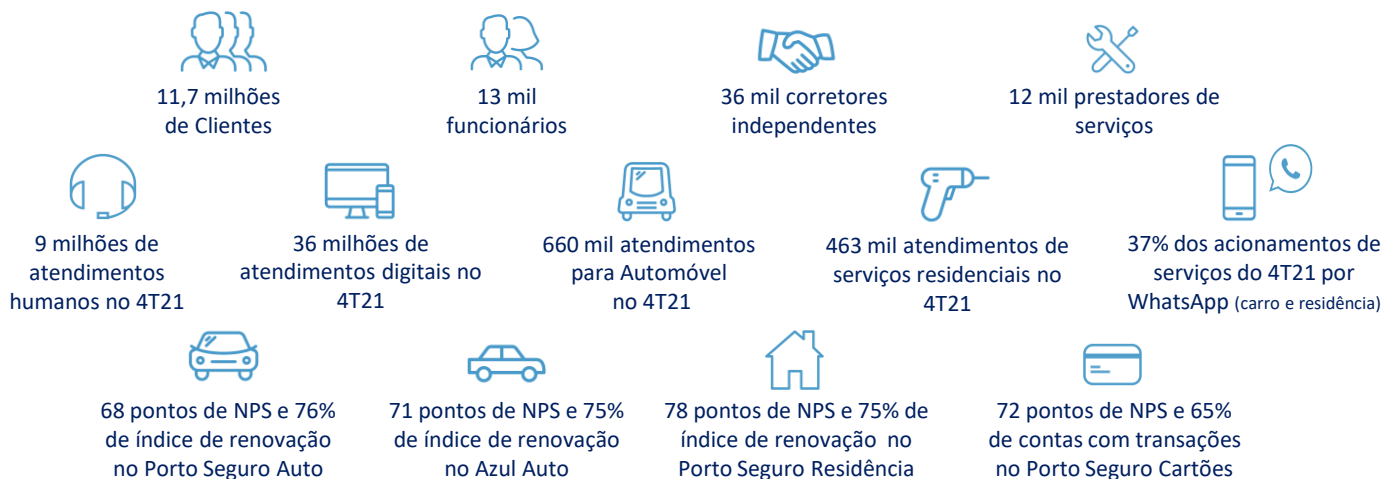 11,7 milhões
de Clientes
13 mil
funcionários
36 mil corretores
independentes
12 mil prestadores de
serviços
9 milhões de
atendimentos
humanos no 4T21
36 milhões de
atendimentos digitais no
4T21
660 mil atendimentos
para Automóvel
no 4T21
463 mil atendimentos de
serviços residenciais no
4T21
37% dos acionamentos de
serviços do 4T21 por
WhatsApp (carro e residência)
68 pontos de NPS e 76%
de índice de renovação
no Porto Seguro Auto
71 pontos de NPS e 75%
de índice de renovação
no Azul Auto
78 pontos de NPS e 75% de
índice de renovação no
Porto Seguro Residência
72 pontos de NPS e 65%
de contas com transações
no Porto Seguro Cartões